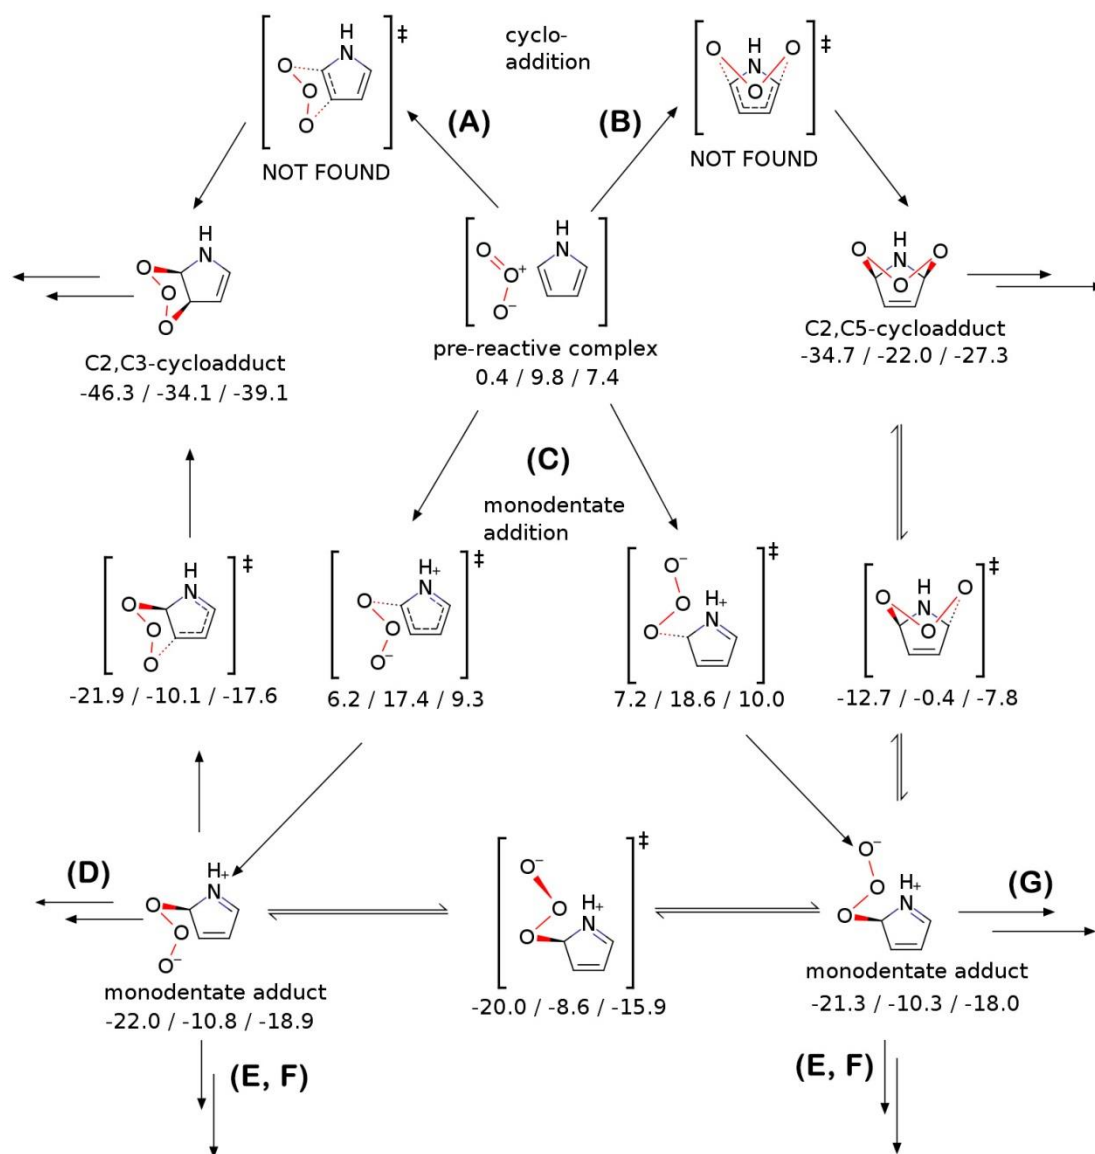 cyclo-
addition
(A)
(B)
‡
‡
H
N
O
O
O
O
H
O
N
O
NOT FOUND
NOT FOUND
H
N
O
O
O
C2,C3-cycloadduct
-46.3 / -34.1 / -39.1
O
O+
O−
H
N
pre-reactive complex
0.4 / 9.8 / 7.4
O
H
O
N
O
C2,C5-cycloadduct
-34.7 / -22.0 / -27.3
(C)
monodentate
addition
‡
‡
‡
‡
H
N
O
O
O
-21.9 / -10.1 / -17.6
H+
N
O
O
O−
6.2 / 17.4 / 9.3
O−
O
H+
O
N
7.2 / 18.6 / 10.0
O
H
O
N
O
-12.7 / -0.4 / -7.8
(D)
H+
N
O
O
O−
monodentate adduct
-22.0 / -10.8 / -18.9
‡
O−
O
H+
O
N
-20.0 / -8.6 / -15.9
O−
O
H+
O
N
(G)
monodentate adduct
-21.3 / -10.3 / -18.0
(E, F)
(E, F)